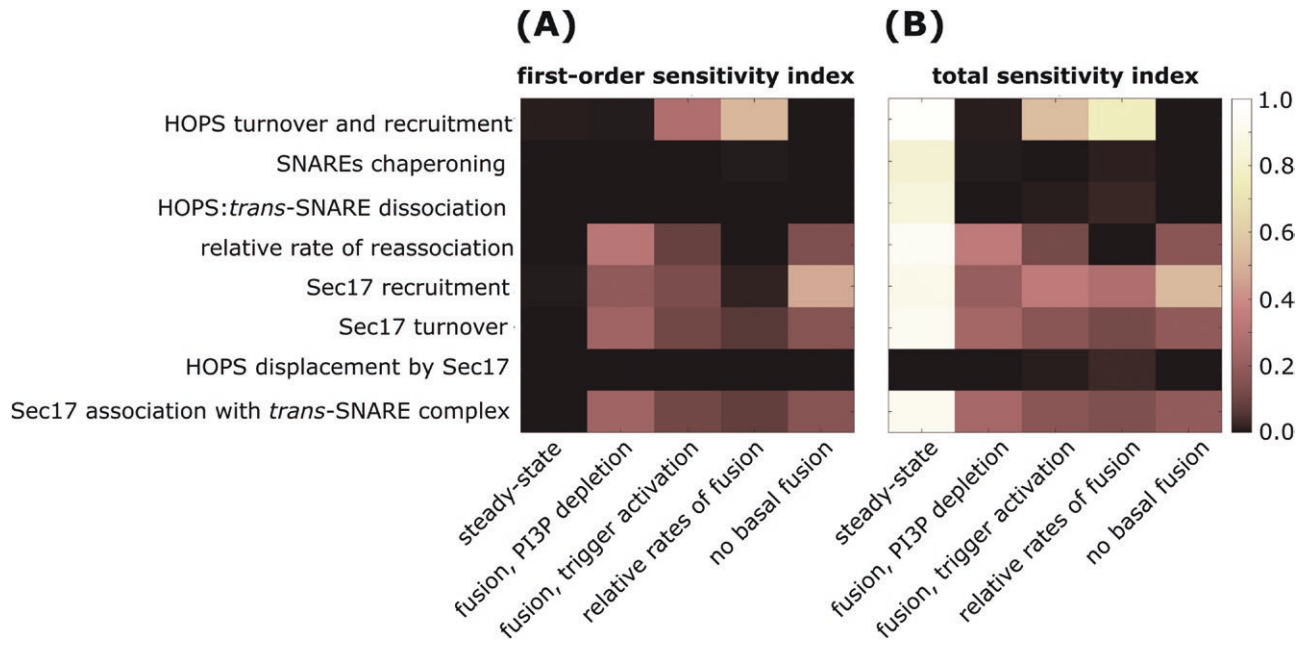 (A)
(B)
first-order sensitivity index
total sensitivity index
HOPS turnover and recruitment
SNAREs chaperoning
HOPS:trans-SNARE dissociation
relative rate of reassociation
Sec17 recruitment
Sec17 turnover
HOPS displacement by Sec17
Sec17 association with trans-SNARE complex
1.0
0.8
0.6
0.4
0.2
0.0
steady-state
fusion, PI3P depletion
fusion, trigger activation
relative rates of fusion
no basal fusion
steady-state
fusion, PI3P depletion
fusion, trigger activation
relative rates of fusion
no basal fusion